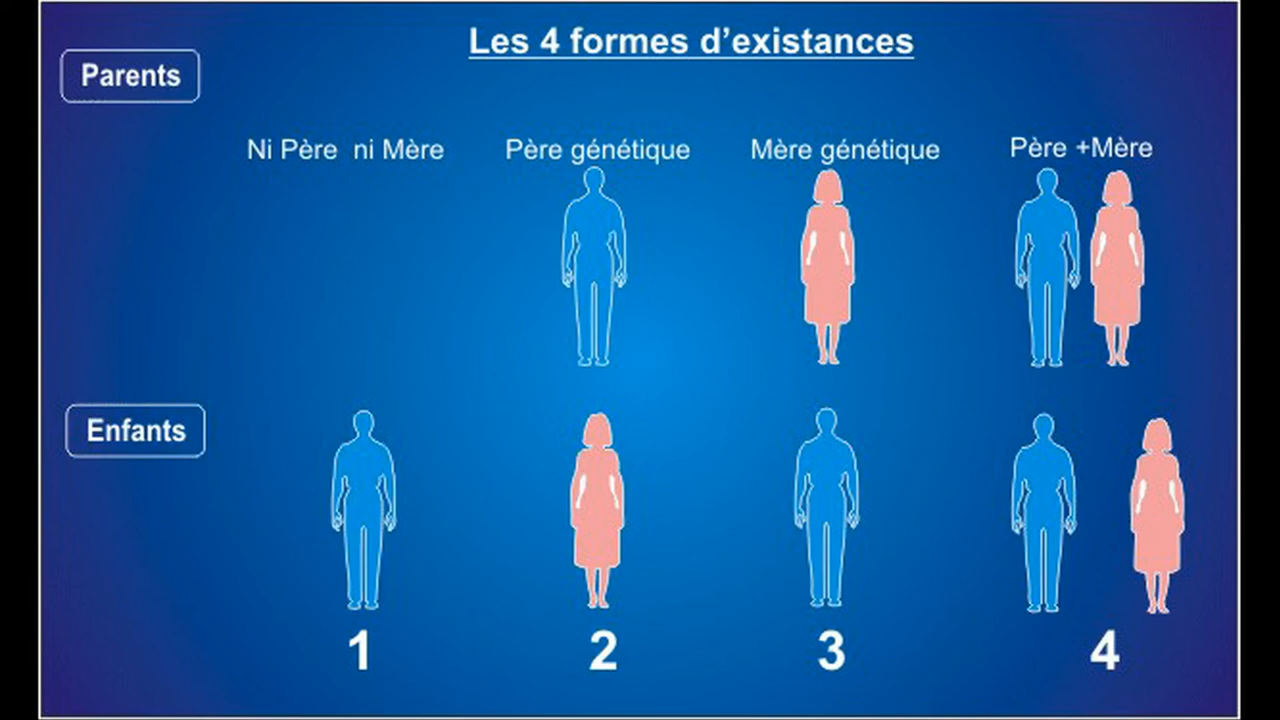 Les 4 formes d’existances
Parents
Ni Père ni Mère
Père génétique
Mère génétique
Père +Mère
Enfants
1
2
3
4